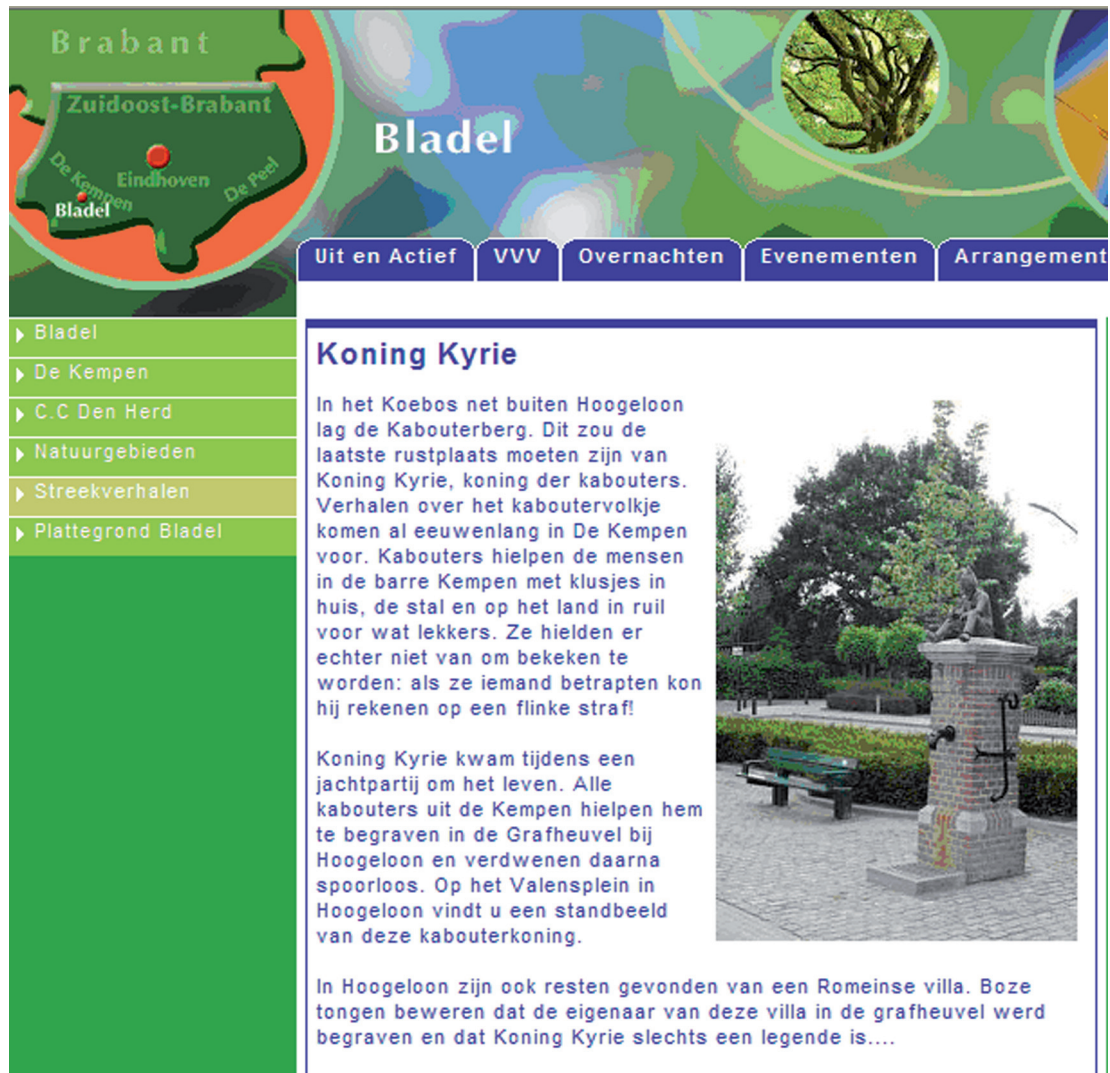 Brabant
Zuidoost-Brabant
De Kempen
Eindhoven
De Peel
Bladel
Bladel
Uit en Actief
VVV
Overnachten
Evenementen
Arrangement
Bladel
De Kempen
C.C Den Herd
Natuurgebieden
Streekverhalen
Plattegrond Bladel
Koning Kyrie
In het Koebos net buiten Hoogeloon
lag de Kabouterberg. Dit zou de
laatste rustplaats moeten zijn van
Koning Kyrie, koning der kabouters.
Verhalen over het kaboutervolkje
komen al eeuwenlang in De Kempen
voor. Kabouters hielpen de mensen
in de barre Kempen met klusjes in
huis, de stal en op het land in ruil
voor wat lekkers. Ze hielden er
echter niet van om bekeken te
worden: als ze iemand betrapten kon
hij rekenen op een flinke straf!
Koning Kyrie kwam tijdens een
jachtpartij om het leven. Alle
kabouters uit de Kempen hielpen hem
te begraven in de Grafheuvel bij
Hoogeloon en verdwenen daarna
spoorloos. Op het Valensplein in
Hoogeloon vindt u een standbeeld
van deze kabouterkoning.
In Hoogeloon zijn ook resten gevonden van een Romeinse villa. Boze
tongen beweren dat de eigenaar van deze villa in de grafheuvel werd
begraven en dat Koning Kyrie slechts een legende is....